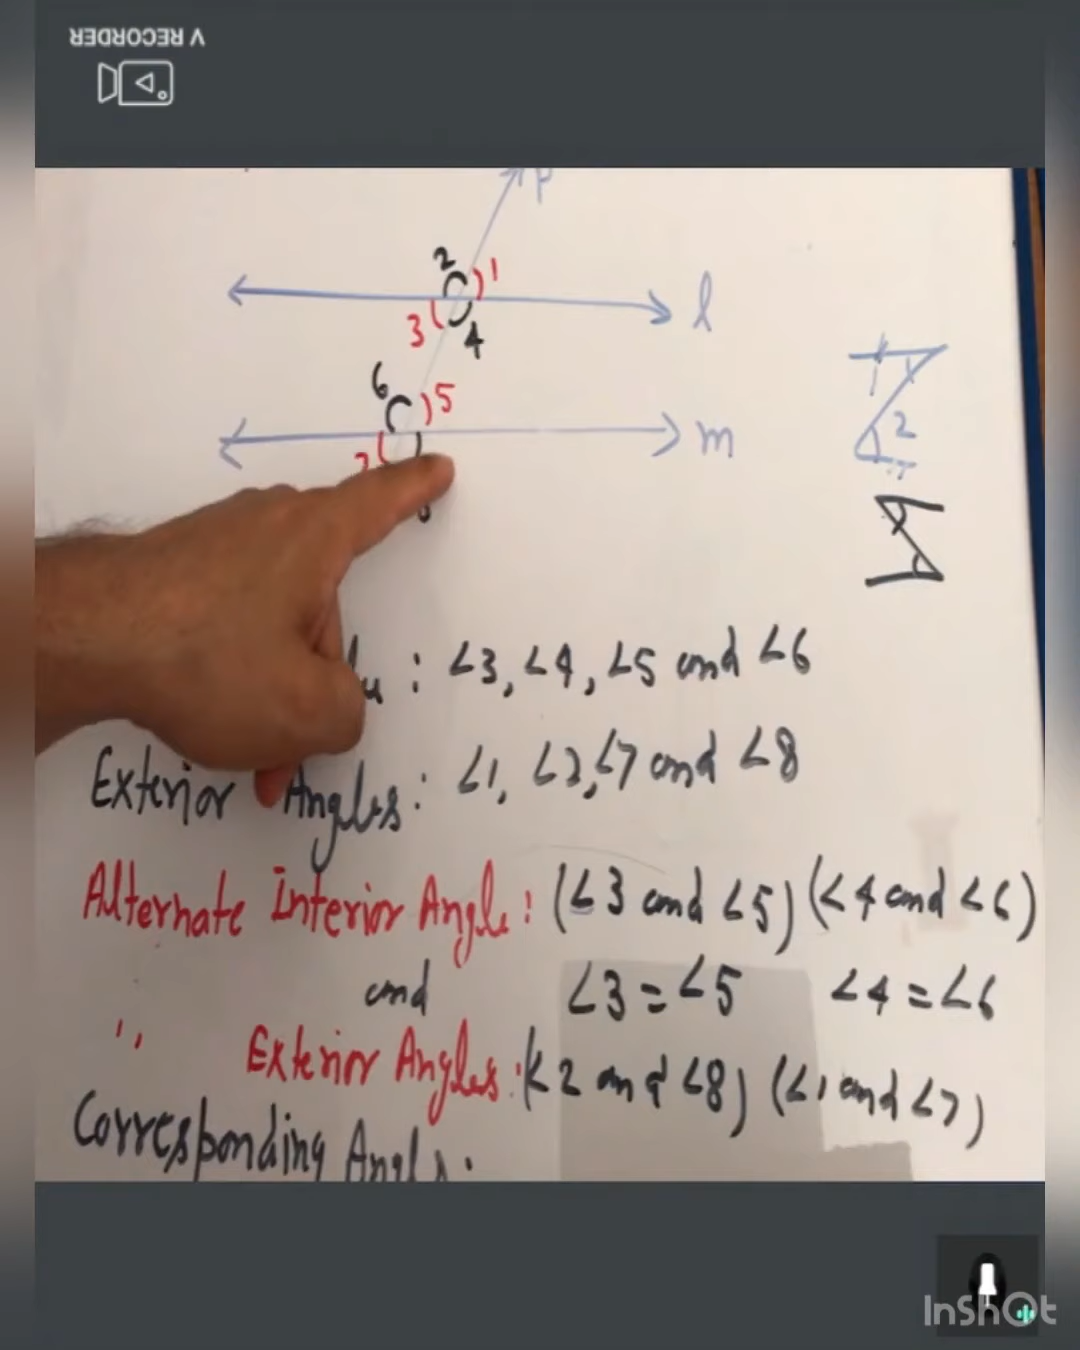 V RECORDER
P
2 1
3 4
l
6 5
m
7
8
1
2
: ∠3, ∠4, ∠5 and ∠6
Exterior Angles: ∠1, ∠2, ∠7 and ∠8
Alternate Interior Angle: (∠3 and ∠5) (∠4 and ∠6)
and ∠3 = ∠5 ∠4 = ∠6
" Exterior Angles: (∠2 and ∠8) (∠1 and ∠7)
Corresponding Angle:
InShOt